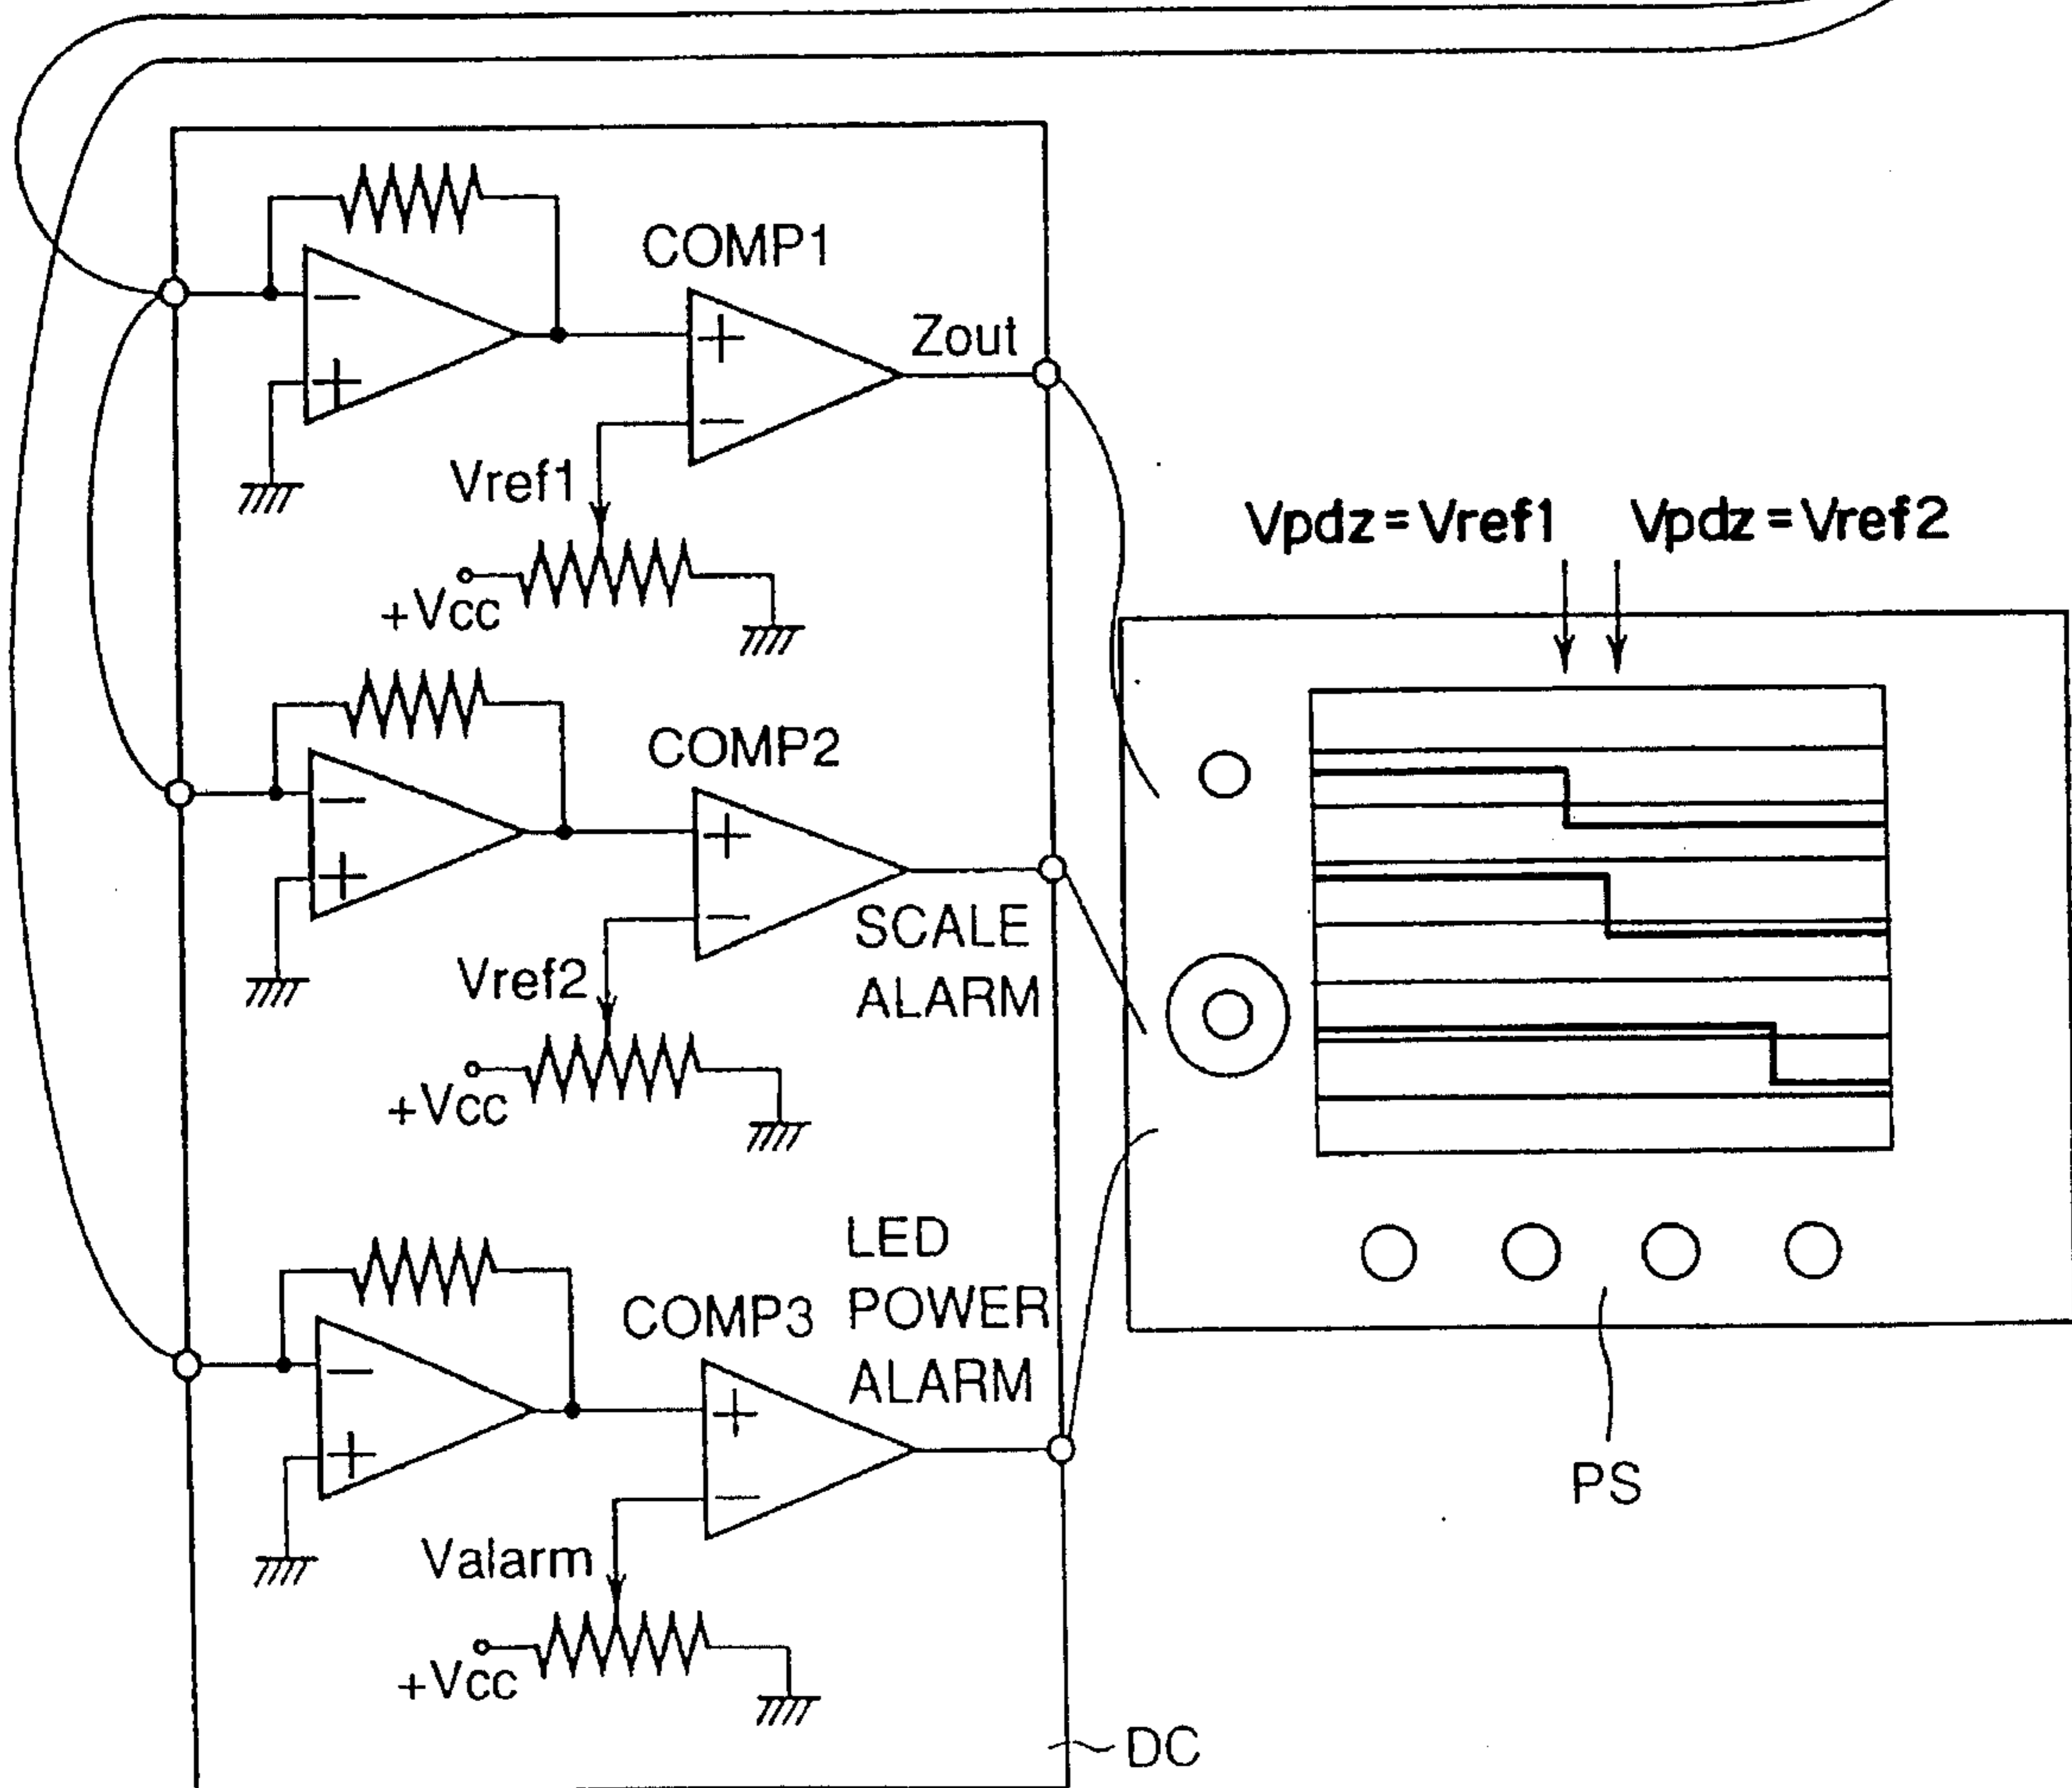 COMP1
Zout
Vref1
+Vcc
COMP2
SCALE
ALARM
Vref2
+Vcc
COMP3
LED
POWER
ALARM
Valarm
+Vcc
DC
Vpdz=Vref1 Vpdz=Vref2
PS